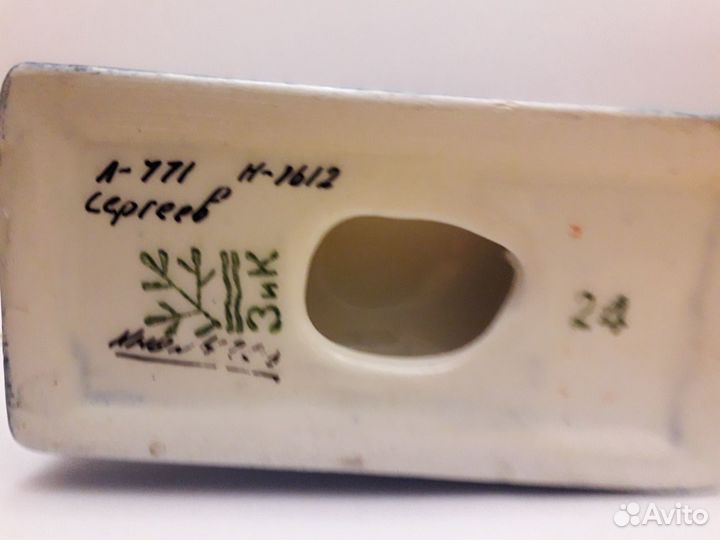 Л-771 И-1612
Сергеев
ЗиК
24
Avito